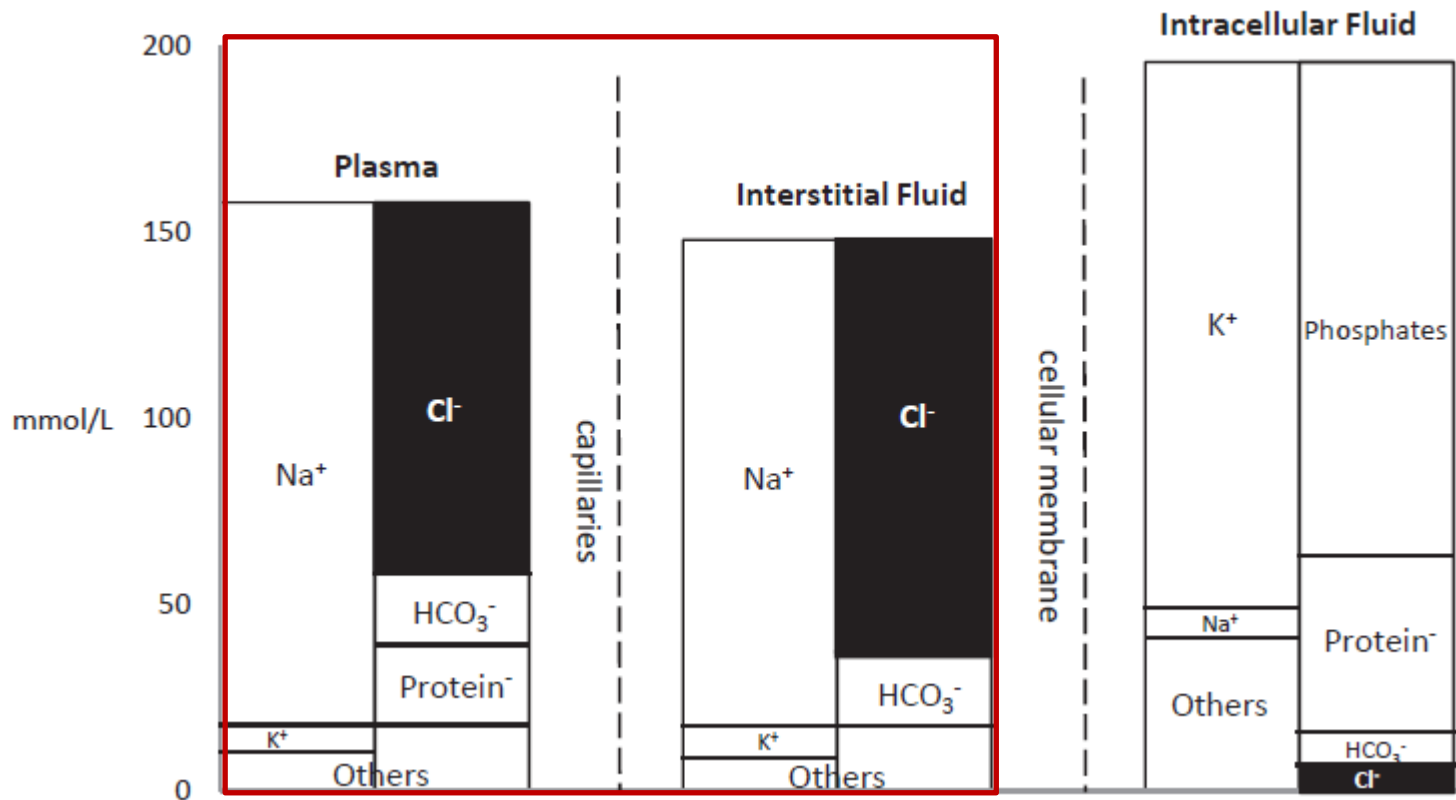 Intracellular Fluid
200
Plasma
Interstitial Fluid
150
K⁺
Phosphates
mmol/L
100
Cl⁻
Cl⁻
Na⁺
Na⁺
capillaries
cellular membrane
50
HCO₃⁻
Na⁺
Protein⁻
Protein⁻
HCO₃⁻
Others
K⁺
K⁺
HCO₃⁻
Others
Others
Cl⁻
0